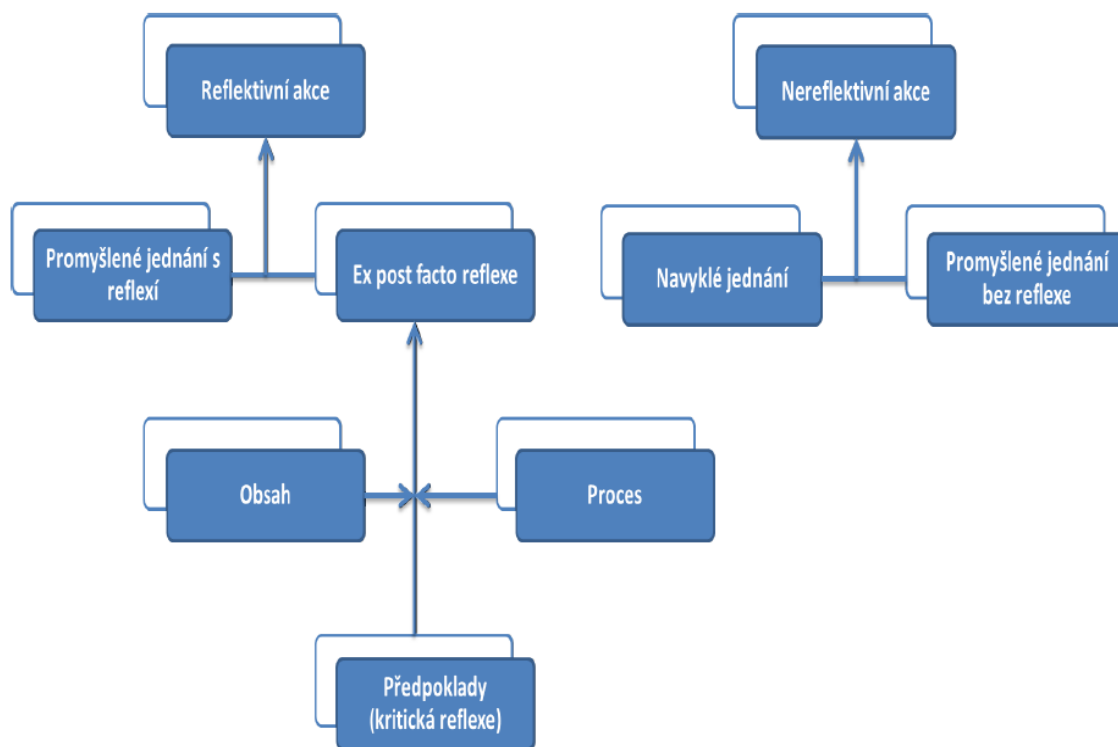 Reflektivní akce
Nereflektivní akce
Promyšlené jednání s
reflexí
Ex post facto reflexe
Navyklé jednání
Promyšlené jednání
bez reflexe
Obsah
Proces
Předpoklady
(kritická reflexe)